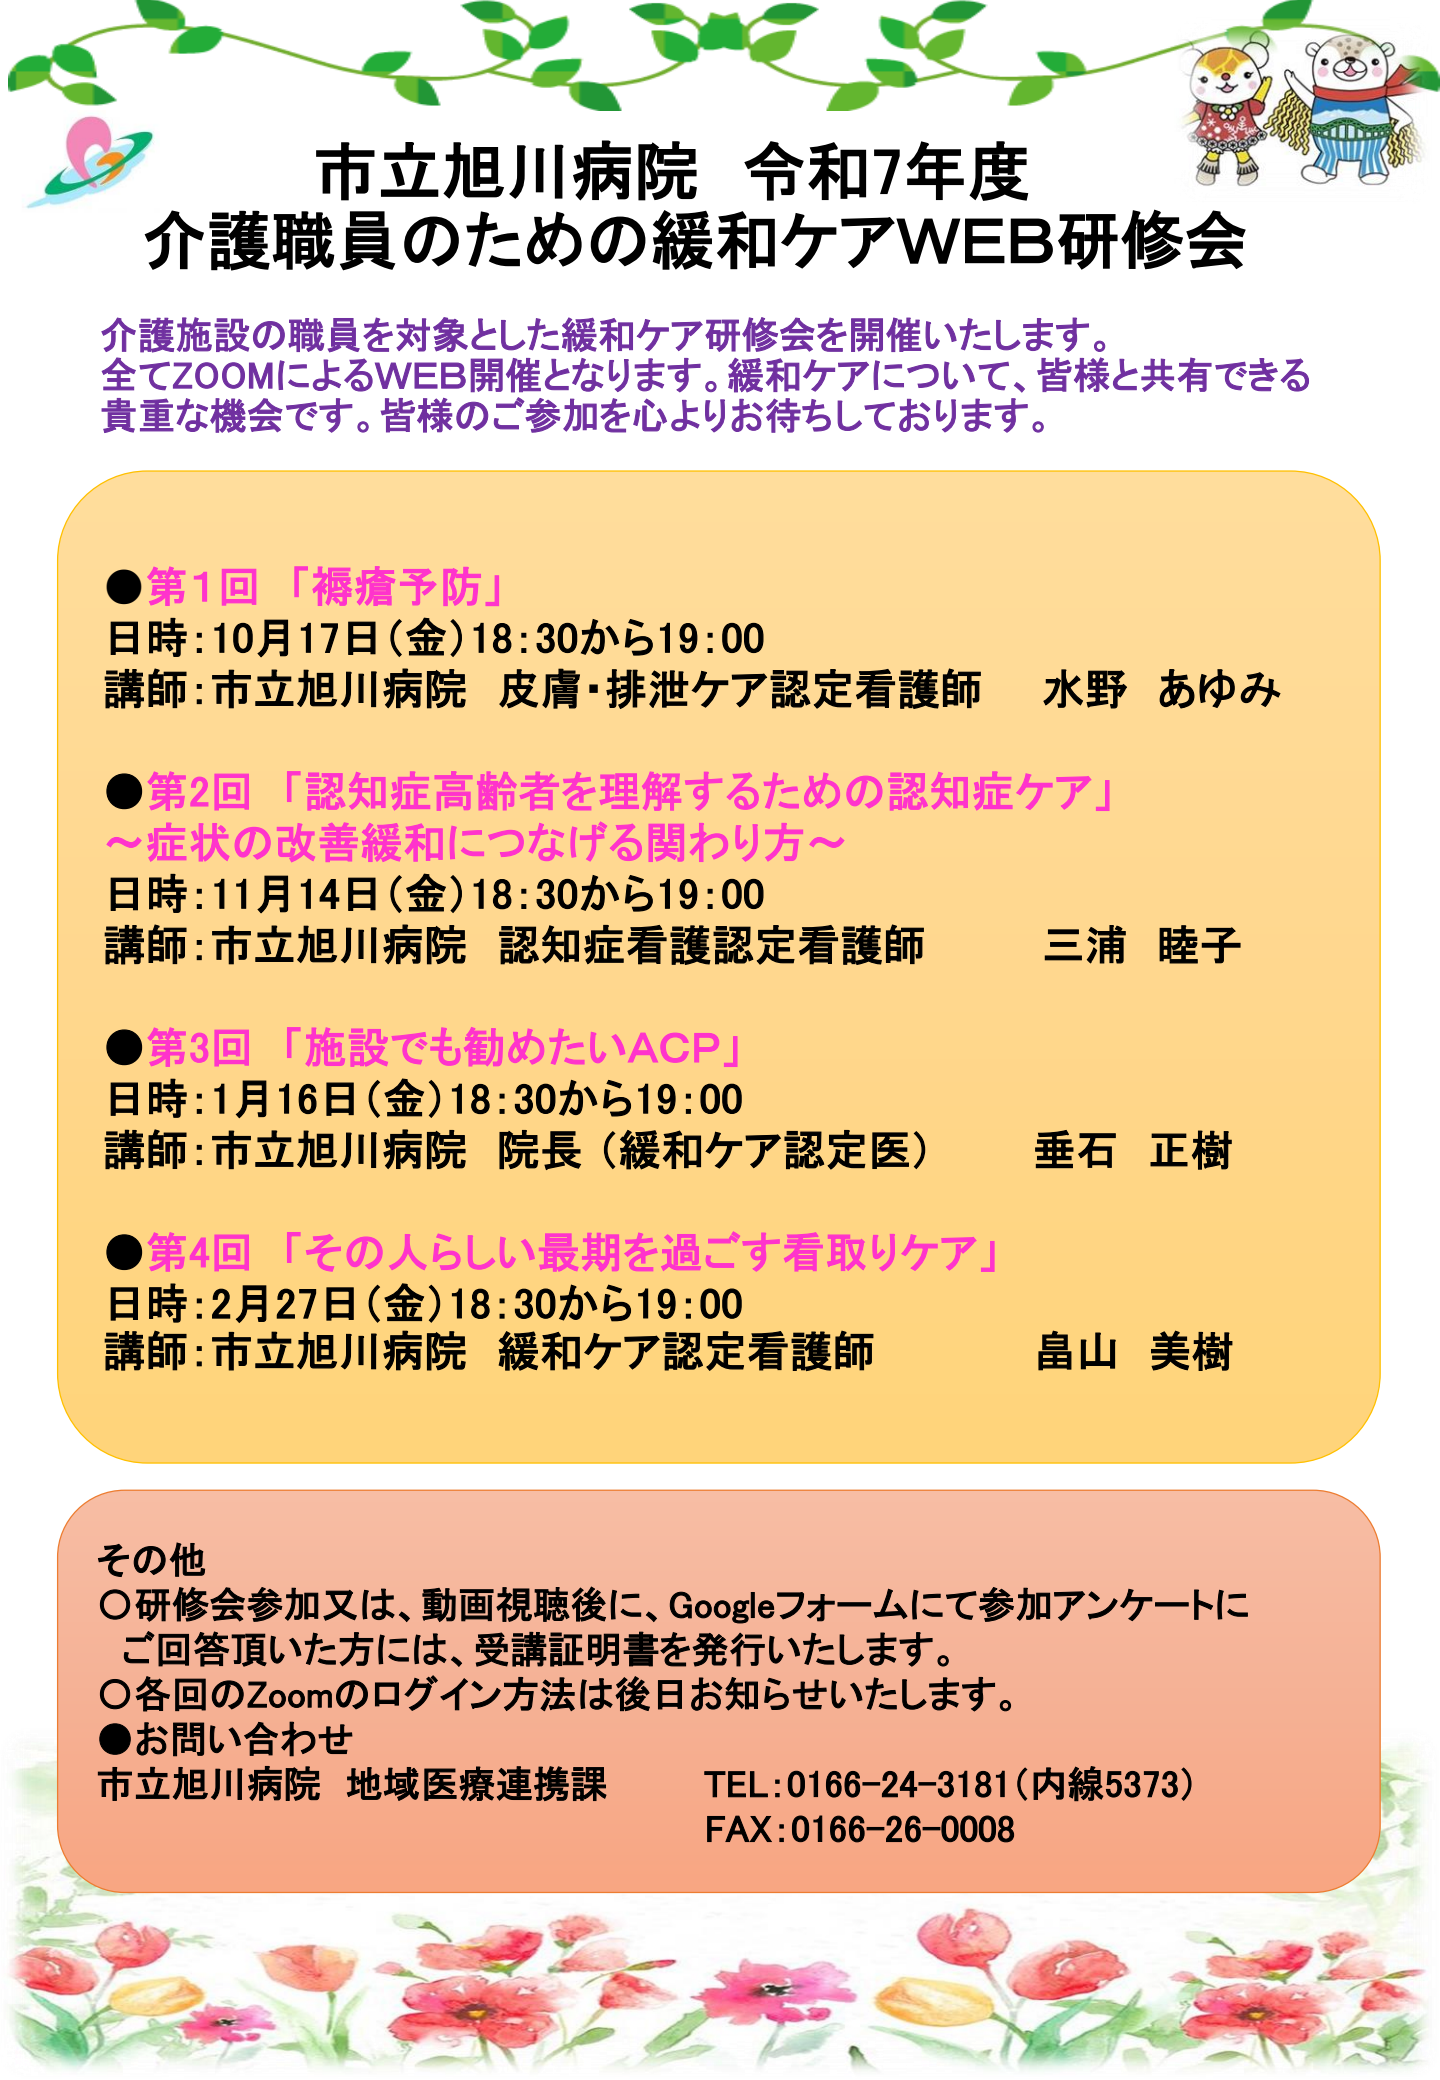 市立旭川病院　令和7年度
介護職員のための緩和ケアWEB研修会
介護施設の職員を対象とした緩和ケア研修会を開催いたします。
全てZOOMによるWEB開催となります。緩和ケアについて、皆様と共有できる
貴重な機会です。皆様のご参加を心よりお待ちしております。
●第１回　「褥瘡予防」
日時：10月17日（金）18：30から19：00
講師：市立旭川病院　皮膚・排泄ケア認定看護師　　水野　あゆみ
●第2回　「認知症高齢者を理解するための認知症ケア」
～症状の改善緩和につなげる関わり方～
日時：11月14日（金）18：30から19：00
講師：市立旭川病院　認知症看護認定看護師　　　三浦　睦子
●第3回　「施設でも勧めたいACP」
日時：1月16日（金）18：30から19：00
講師：市立旭川病院　院長（緩和ケア認定医）　　　垂石　正樹
●第4回　「その人らしい最期を過ごす看取りケア」
日時：2月27日（金）18：30から19：00
講師：市立旭川病院　緩和ケア認定看護師　　　　畠山　美樹
その他
〇研修会参加又は、動画視聴後に、Googleフォームにて参加アンケートに
ご回答頂いた方には、受講証明書を発行いたします。
〇各回のZoomのログイン方法は後日お知らせいたします。
●お問い合わせ
市立旭川病院　地域医療連携課　　　TEL：0166-24-3181（内線5373）
FAX：0166-26-0008